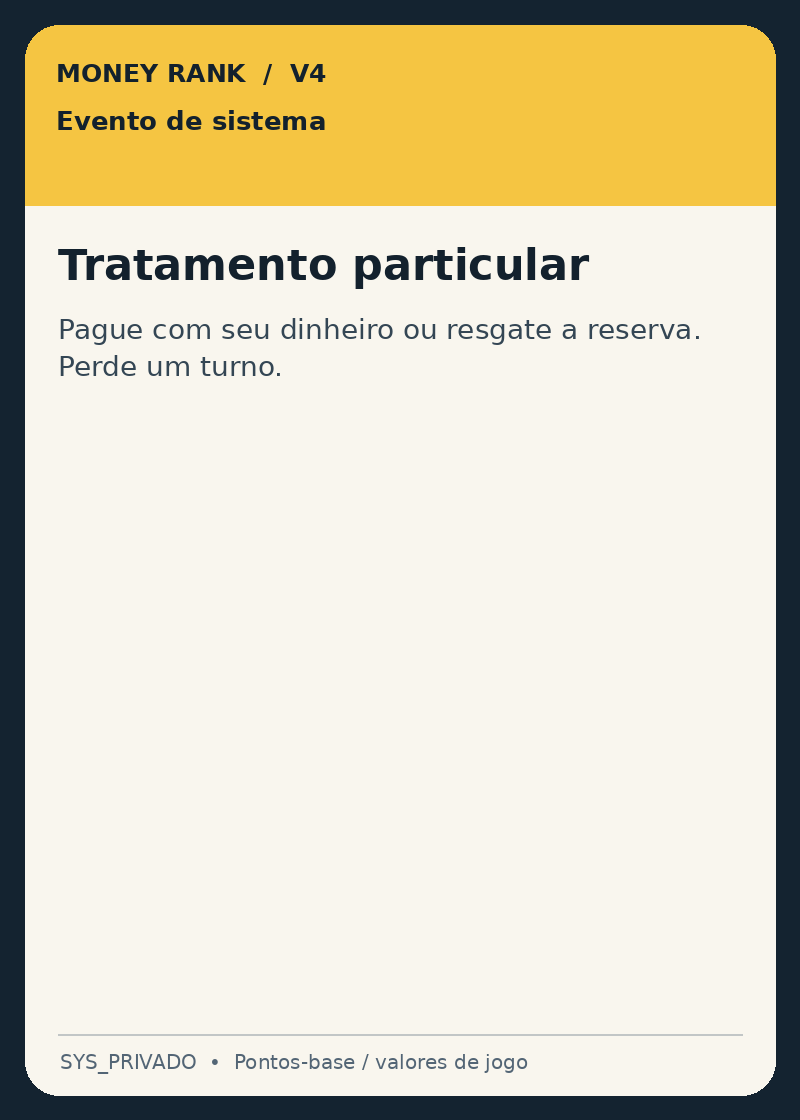 MONEY RANK / V4
Evento de sistema
Tratamento particular
Pague com seu dinheiro ou resgate a reserva.
Perde um turno.
SYS_PRIVADO • Pontos-base / valores de jogo